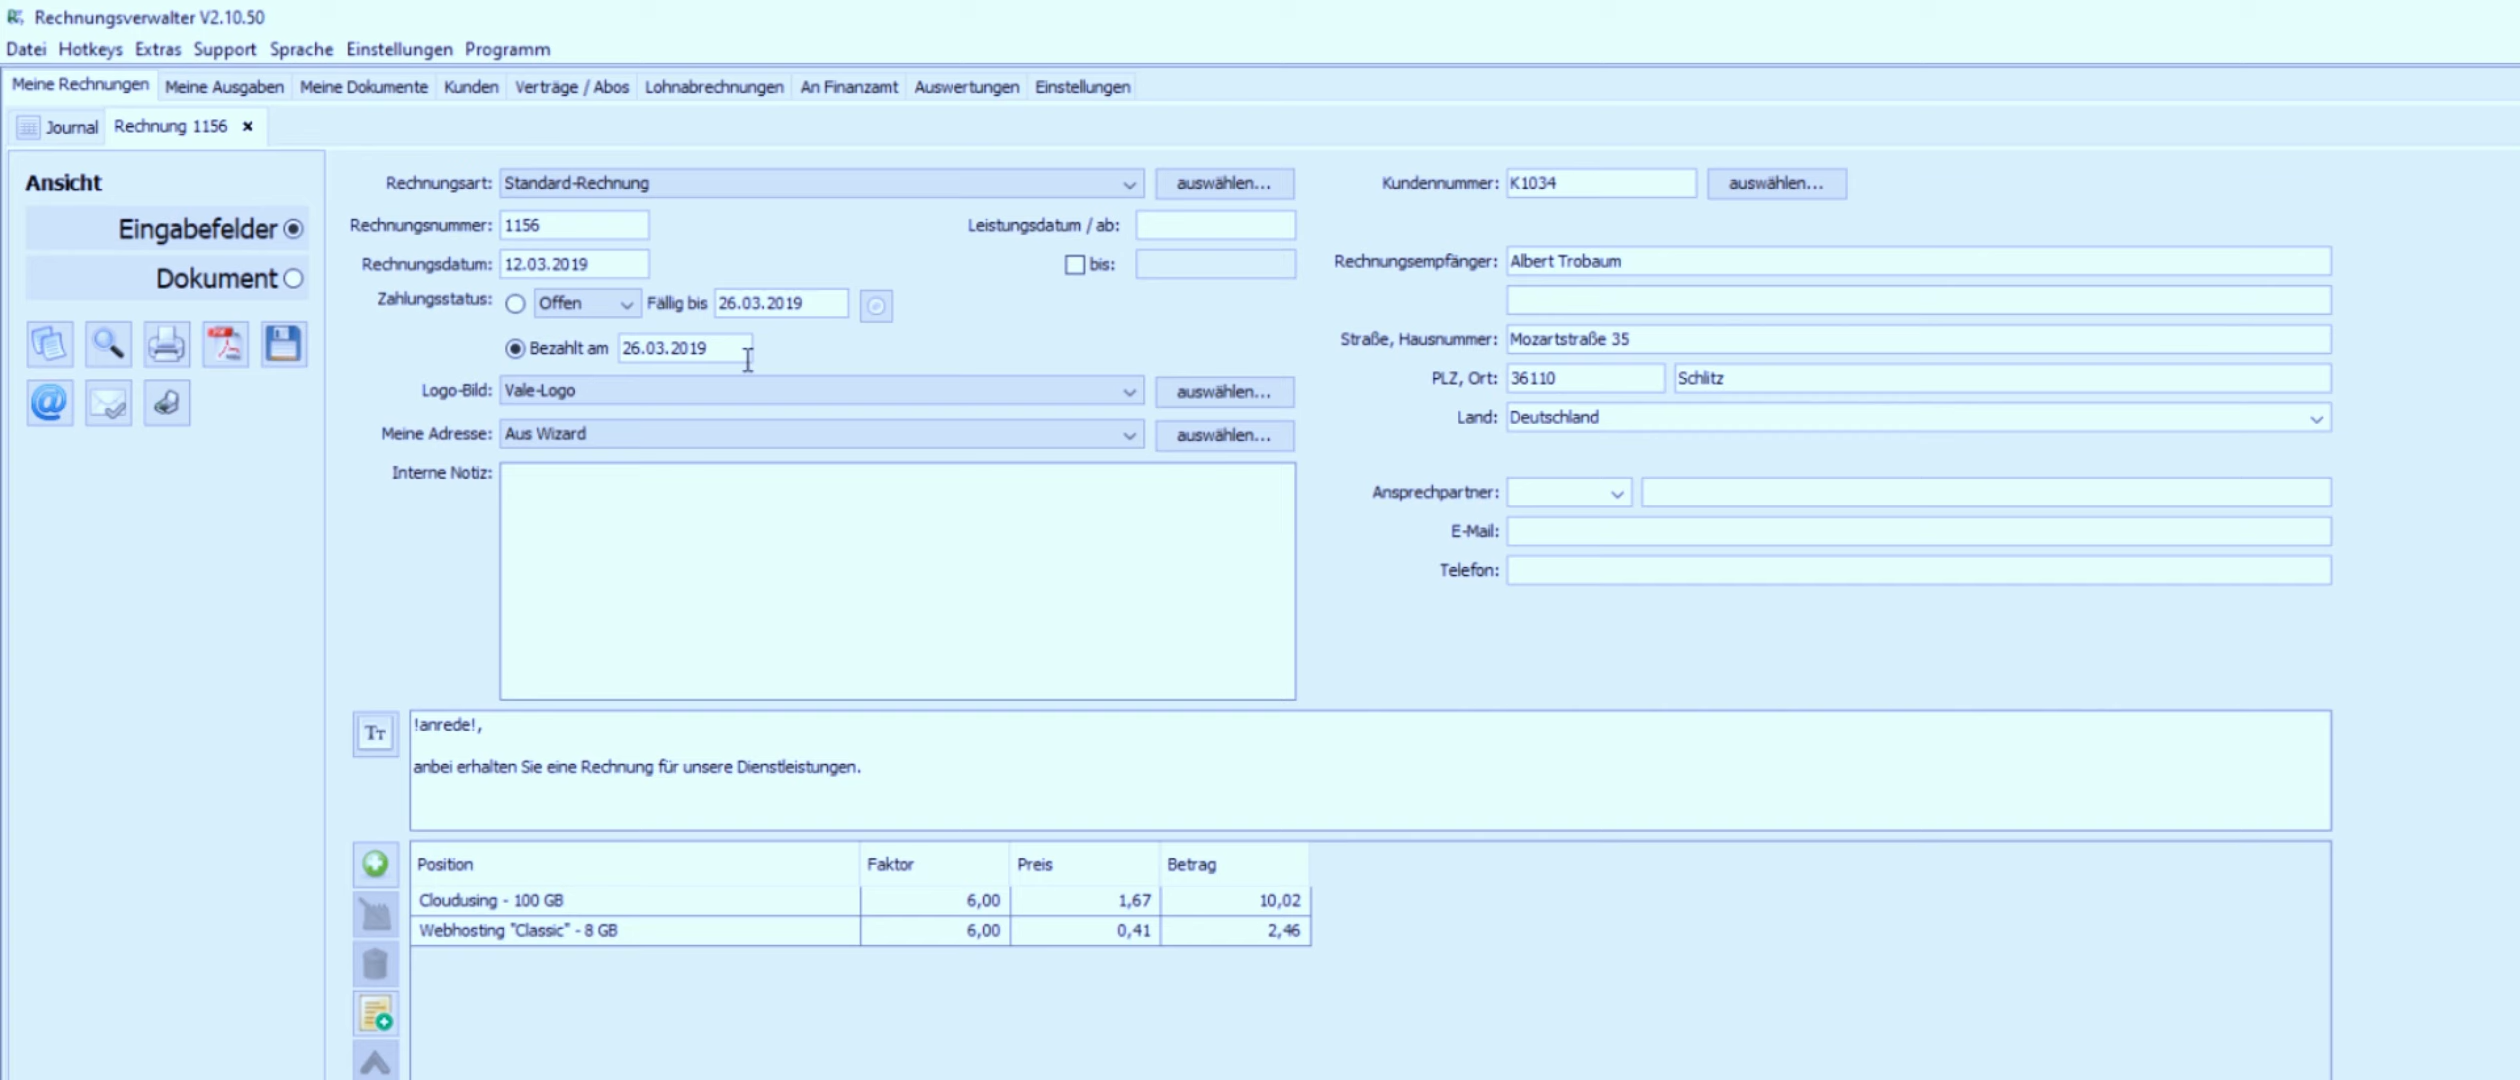 Rechnungsverwalter V2.10.50
Datei Hotkeys Extras Support Sprache Einstellungen Programm
Meine Rechnungen Meine Ausgaben Meine Dokumente Kunden Verträge / Abos Lohnabrechnungen An Finanzamt Auswertungen Einstellungen
Journal Rechnung 1156
Ansicht
Eingabefelder
Dokument
Rechnungsart: Standard-Rechnung auswählen...
Rechnungsnummer: 1156 Leistungsdatum / ab:
Rechnungsdatum: 12.03.2019 bis:
Zahlungsstatus: Offen Fällig bis 26.03.2019
Bezahlt am 26.03.2019
Logo-Bild: Vale-Logo auswählen...
Meine Adresse: Aus Wizard auswählen...
Interne Notiz:
Kundennummer: K1034 auswählen...
Rechnungsempfänger: Albert Trobaum
Straße, Hausnummer: Mozartstraße 35
PLZ, Ort: 36110 Schlitz
Land: Deutschland
Ansprechpartner:
E-Mail:
Telefon:
TT
!anrede!,
anbei erhalten Sie eine Rechnung für unsere Dienstleistungen.
Position Faktor Preis Betrag
Cloudusing - 100 GB 6,00 1,67 10,02
Webhosting "Classic" - 8 GB 6,00 0,41 2,46